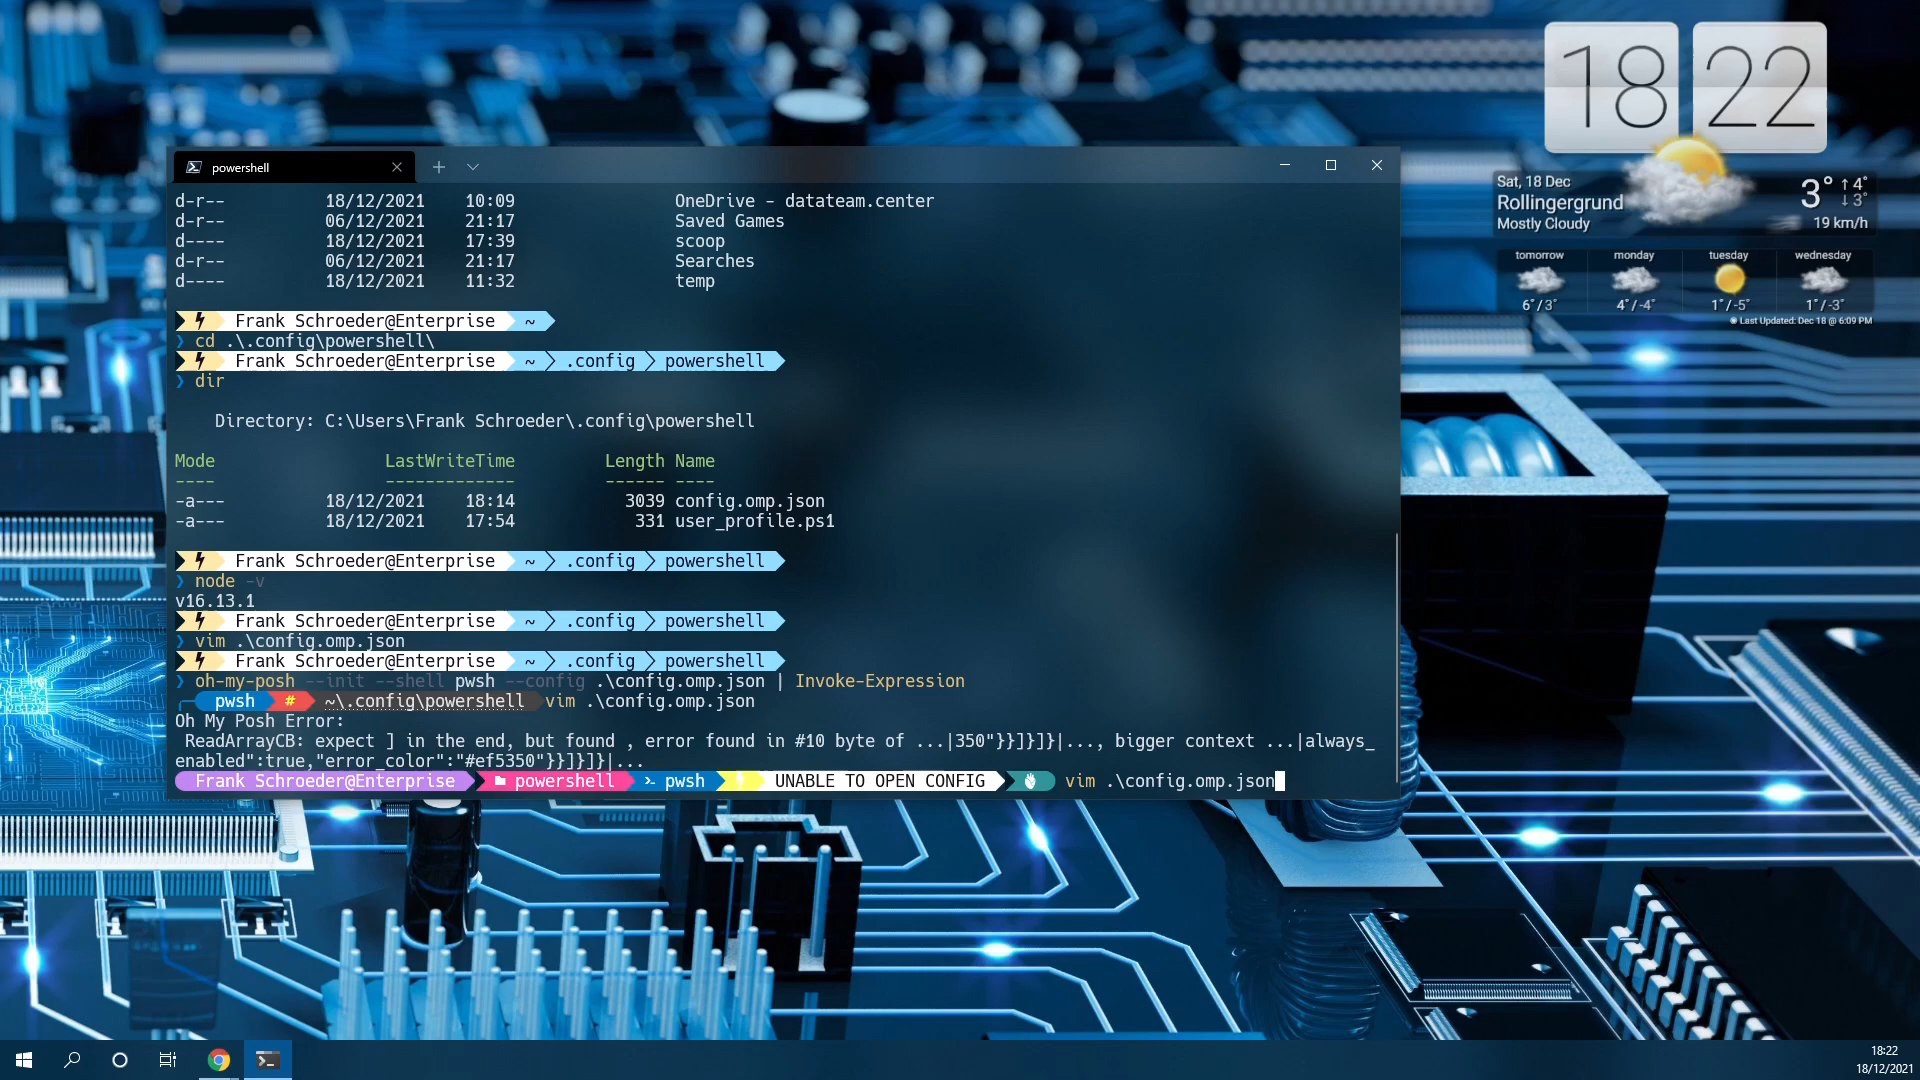 18 22
powershell
d-r-- 18/12/2021 10:09 OneDrive - datateam.center
d-r-- 06/12/2021 21:17 Saved Games
d---- 18/12/2021 17:39 scoop
d-r-- 06/12/2021 21:17 Searches
d---- 18/12/2021 11:32 temp
Frank Schroeder@Enterprise ~
❯ cd .\.config\powershell\
Frank Schroeder@Enterprise ~ .config powershell
❯ dir
Directory: C:\Users\Frank Schroeder\.config\powershell
Mode LastWriteTime Length Name
---- ------------- ------ ----
-a--- 18/12/2021 18:14 3039 config.omp.json
-a--- 18/12/2021 17:54 331 user_profile.ps1
Frank Schroeder@Enterprise ~ .config powershell
❯ node -v
v16.13.1
Frank Schroeder@Enterprise ~ .config powershell
❯ vim .\config.omp.json
Frank Schroeder@Enterprise ~ .config powershell
❯ oh-my-posh --init --shell pwsh --config .\config.omp.json | Invoke-Expression
pwsh # ~\.config\powershell vim .\config.omp.json
Oh My Posh Error:
ReadArrayCB: expect ] in the end, but found , error found in #10 byte of ...|350"}}]}]}|..., bigger context ...|always_
enabled":true,"error_color":"#ef5350"}}]}]}|...
Frank Schroeder@Enterprise powershell pwsh UNABLE TO OPEN CONFIG vim .\config.omp.json
Sat, 18 Dec
Rollingergrund
Mostly Cloudy
3° ↑4°
↓3°
19 km/h
tomorrow monday tuesday wednesday
6°/3° 4°/-4° 1°/-5° 1°/-3°
Last Updated: Dec 18 @ 6:09 PM
18:22
18/12/2021